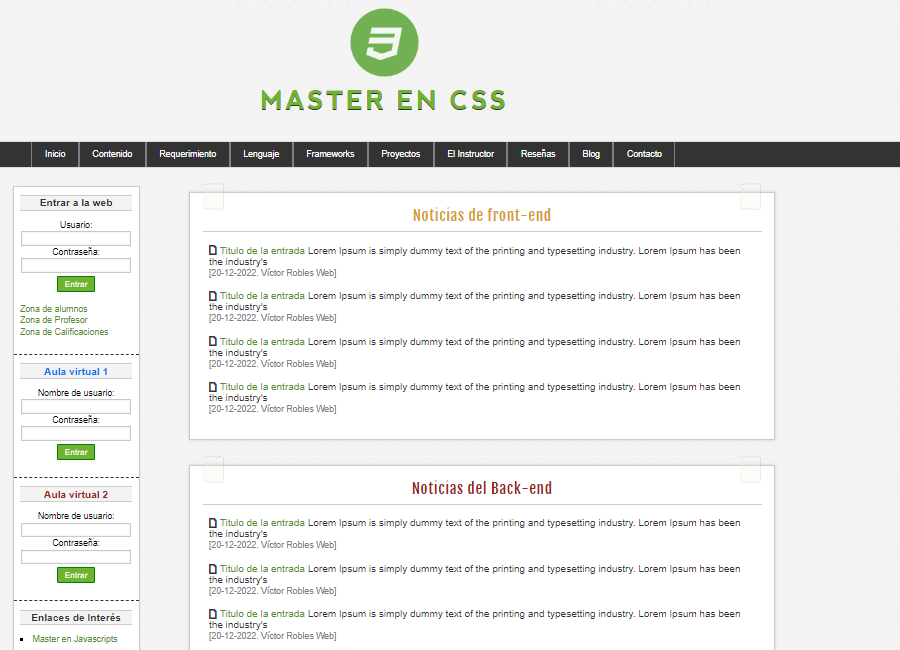 MASTER EN CSS
Inicio Contenido Requerimiento Lenguaje Frameworks Proyectos El Instructor Reseñas Blog Contacto
Entrar a la web
Usuario:
Contraseña:
Entrar
Zona de alumnos
Zona de Profesor
Zona de Calificaciones
Aula virtual 1
Nombre de usuario:
Contraseña:
Entrar
Aula virtual 2
Nombre de usuario:
Contraseña:
Entrar
Enlaces de Interés
Master en Javascripts
Noticias de front-end
Titulo de la entrada Lorem Ipsum is simply dummy text of the printing and typesetting industry. Lorem Ipsum has been
the industry's
[20-12-2022. Víctor Robles Web]
Titulo de la entrada Lorem Ipsum is simply dummy text of the printing and typesetting industry. Lorem Ipsum has been
the industry's
[20-12-2022. Víctor Robles Web]
Titulo de la entrada Lorem Ipsum is simply dummy text of the printing and typesetting industry. Lorem Ipsum has been
the industry's
[20-12-2022. Víctor Robles Web]
Titulo de la entrada Lorem Ipsum is simply dummy text of the printing and typesetting industry. Lorem Ipsum has been
the industry's
[20-12-2022. Víctor Robles Web]
Noticias del Back-end
Titulo de la entrada Lorem Ipsum is simply dummy text of the printing and typesetting industry. Lorem Ipsum has been
the industry's
[20-12-2022. Víctor Robles Web]
Titulo de la entrada Lorem Ipsum is simply dummy text of the printing and typesetting industry. Lorem Ipsum has been
the industry's
[20-12-2022. Víctor Robles Web]
Titulo de la entrada Lorem Ipsum is simply dummy text of the printing and typesetting industry. Lorem Ipsum has been
the industry's
[20-12-2022. Víctor Robles Web]